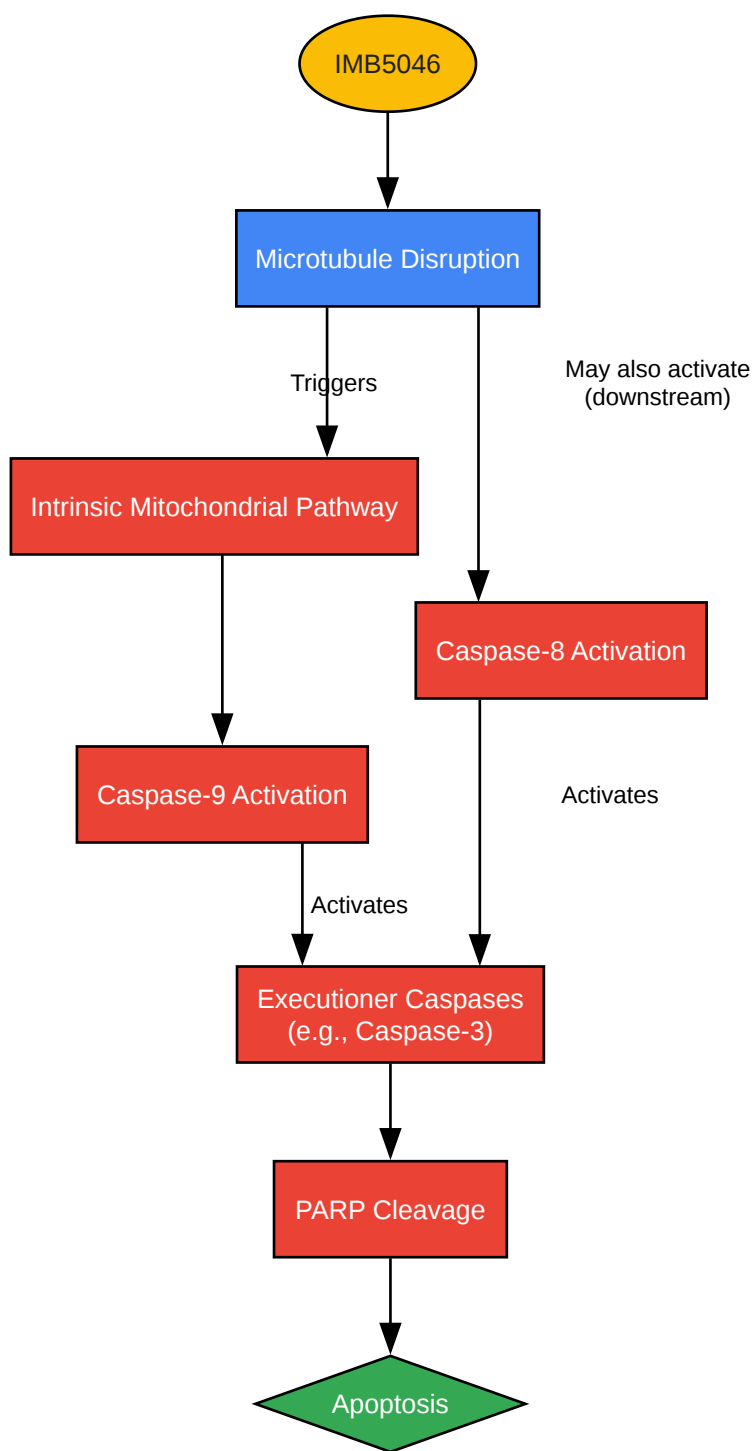 IMB5046
Microtubule Disruption
Triggers
May also activate
(downstream)
Intrinsic Mitochondrial Pathway
Caspase-8 Activation
Caspase-9 Activation
Activates
Activates
Executioner Caspases
(e.g., Caspase-3)
PARP Cleavage
Apoptosis